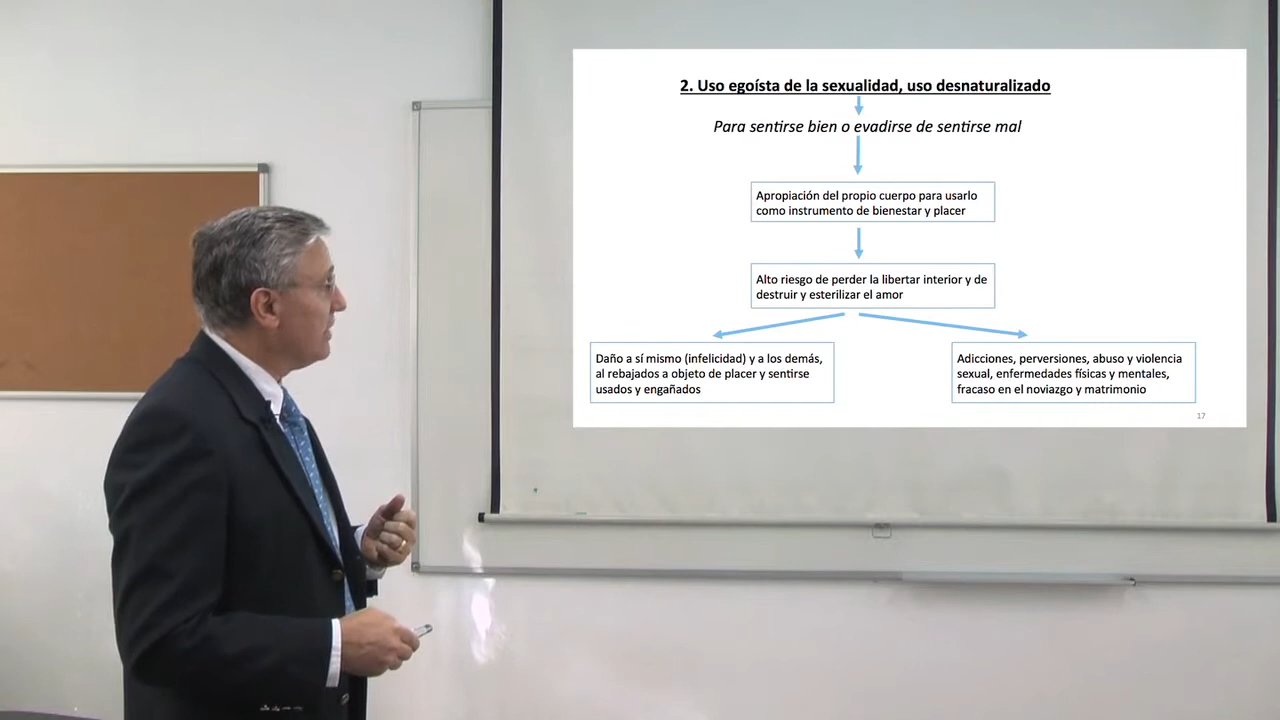 2. Uso egoísta de la sexualidad, uso desnaturalizado
Para sentirse bien o evadirse de sentirse mal
Apropiación del propio cuerpo para usarlo
como instrumento de bienestar y placer
Alto riesgo de perder la libertar interior y de
destruir y esterilizar el amor
Daño a sí mismo (infelicidad) y a los demás,
al rebajados a objeto de placer y sentirse
usados y engañados
Adicciones, perversiones, abuso y violencia
sexual, enfermedades físicas y mentales,
fracaso en el noviazgo y matrimonio
17